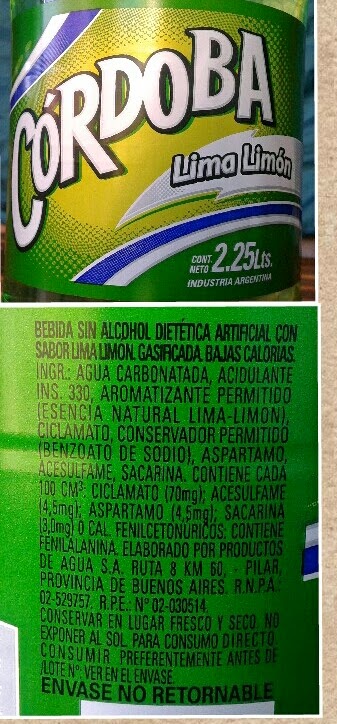 CÓRDOBA
Lima Limón
CONT. NETO 2.25Lts.
INDUSTRIA ARGENTINA
BEBIDA SIN ALCOHOL DIETÉTICA ARTIFICIAL CON
SABOR LIMA LIMON. GASIFICADA. BAJAS CALORIAS.
INGR.: AGUA CARBONATADA, ACIDULANTE
INS. 330, AROMATIZANTE PERMITIDO
(ESENCIA NATURAL LIMA-LIMON),
CICLAMATO, CONSERVADOR PERMITIDO
(BENZOATO DE SODIO), ASPARTAMO,
ACESULFAME, SACARINA. CONTIENE CADA
100 CM³: CICLAMATO (70mg); ACESULFAME
(4,5mg); ASPARTAMO (4,5mg); SACARINA
(3,0mg) 0 CAL. FENILCETONURICOS: CONTIENE
FENILALANINA. ELABORADO POR PRODUCTOS
DE AGUA S.A. RUTA 8 KM 60, - PILAR,
PROVINCIA DE BUENOS AIRES. R.N.P.A.:
02-529757. R.P.E.: Nº 02-030514.
CONSERVAR EN LUGAR FRESCO Y SECO. NO
EXPONER AL SOL. PARA CONSUMO DIRECTO.
CONSUMIR PREFERENTEMENTE ANTES DE
/LOTE Nº: VER EN EL ENVASE.
ENVASE NO RETORNABLE